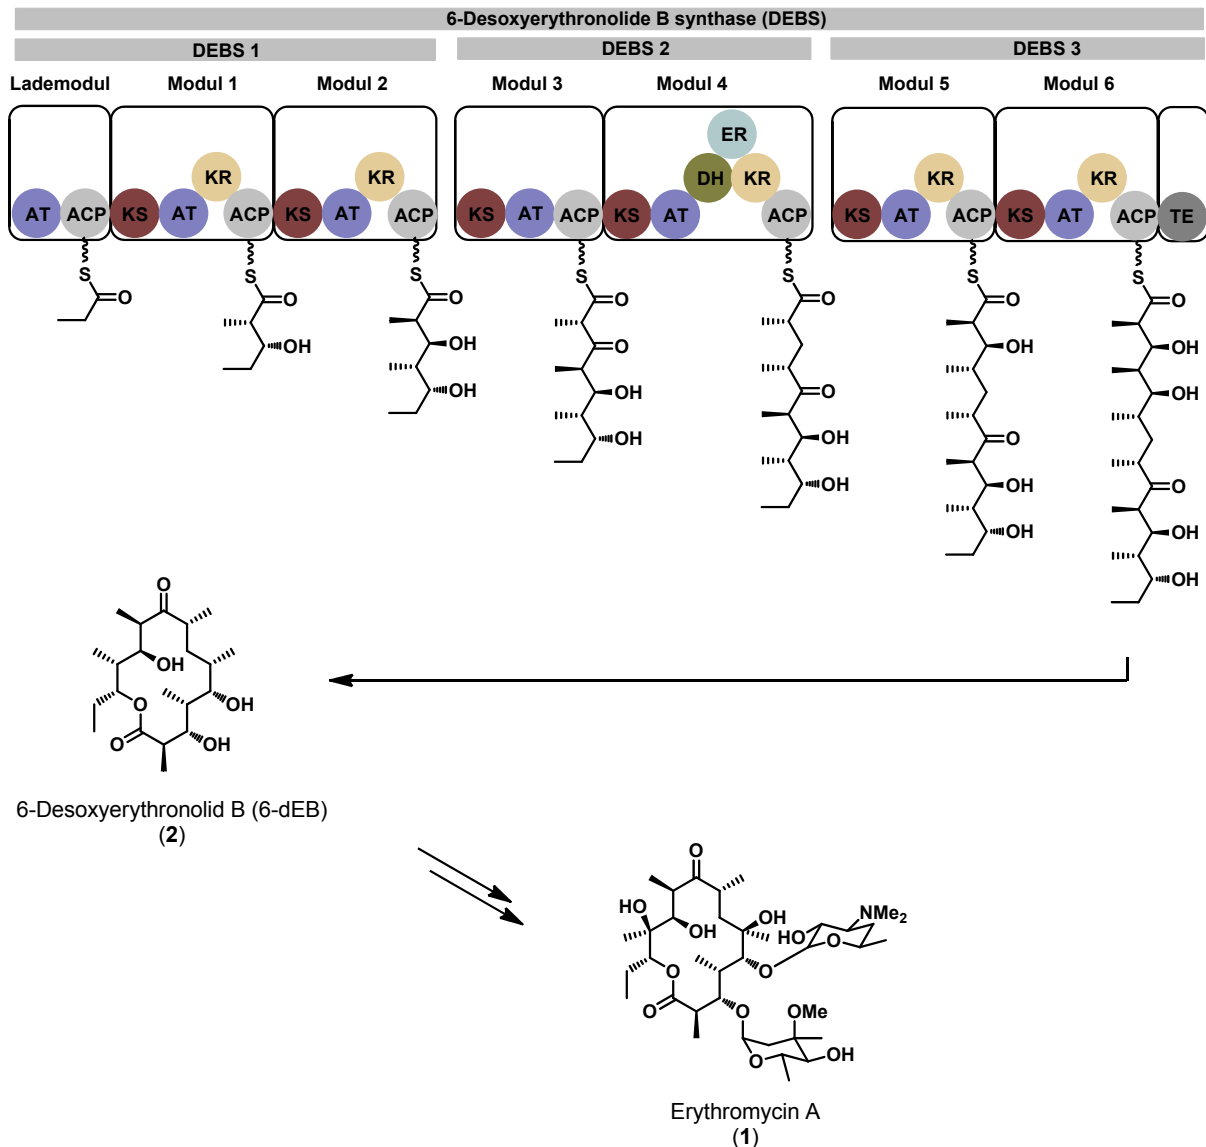 6-Desoxyerythronolide B synthase (DEBS)
DEBS 1 DEBS 2 DEBS 3
Lademodul Modul 1 Modul 2 Modul 3 Modul 4 Modul 5 Modul 6
ER
KR KR DH KR KR KR
AT ACP KS AT ACP KS AT ACP KS AT ACP KS AT ACP KS AT ACP KS AT ACP TE
S S S S S S S
O O O O O O O
OH OH O OH OH
OH OH O OH
OH O
OH OH O
OH OH
OH OH
O
OH
O OH
O OH
6-Desoxyerythronolid B (6-dEB)
(2)
O
HO OH NMe2
OH HO O
O O
O O OMe
O OH
Erythromycin A
(1)